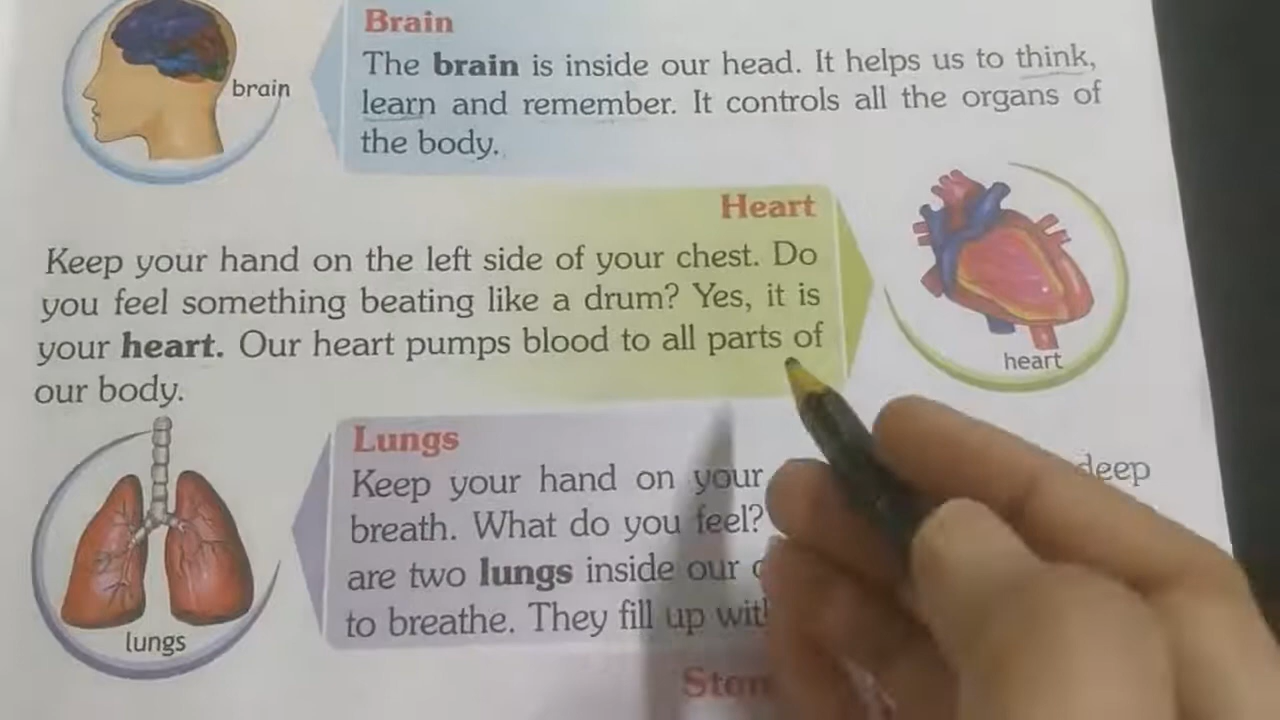 Brain
The brain is inside our head. It helps us to think,
learn and remember. It controls all the organs of
the body.
brain
Heart
Keep your hand on the left side of your chest. Do
you feel something beating like a drum? Yes, it is
your heart. Our heart pumps blood to all parts of
our body.
heart
Lungs
Keep your hand on your deep
breath. What do you feel?
are two lungs inside our
to breathe. They fill up
lungs